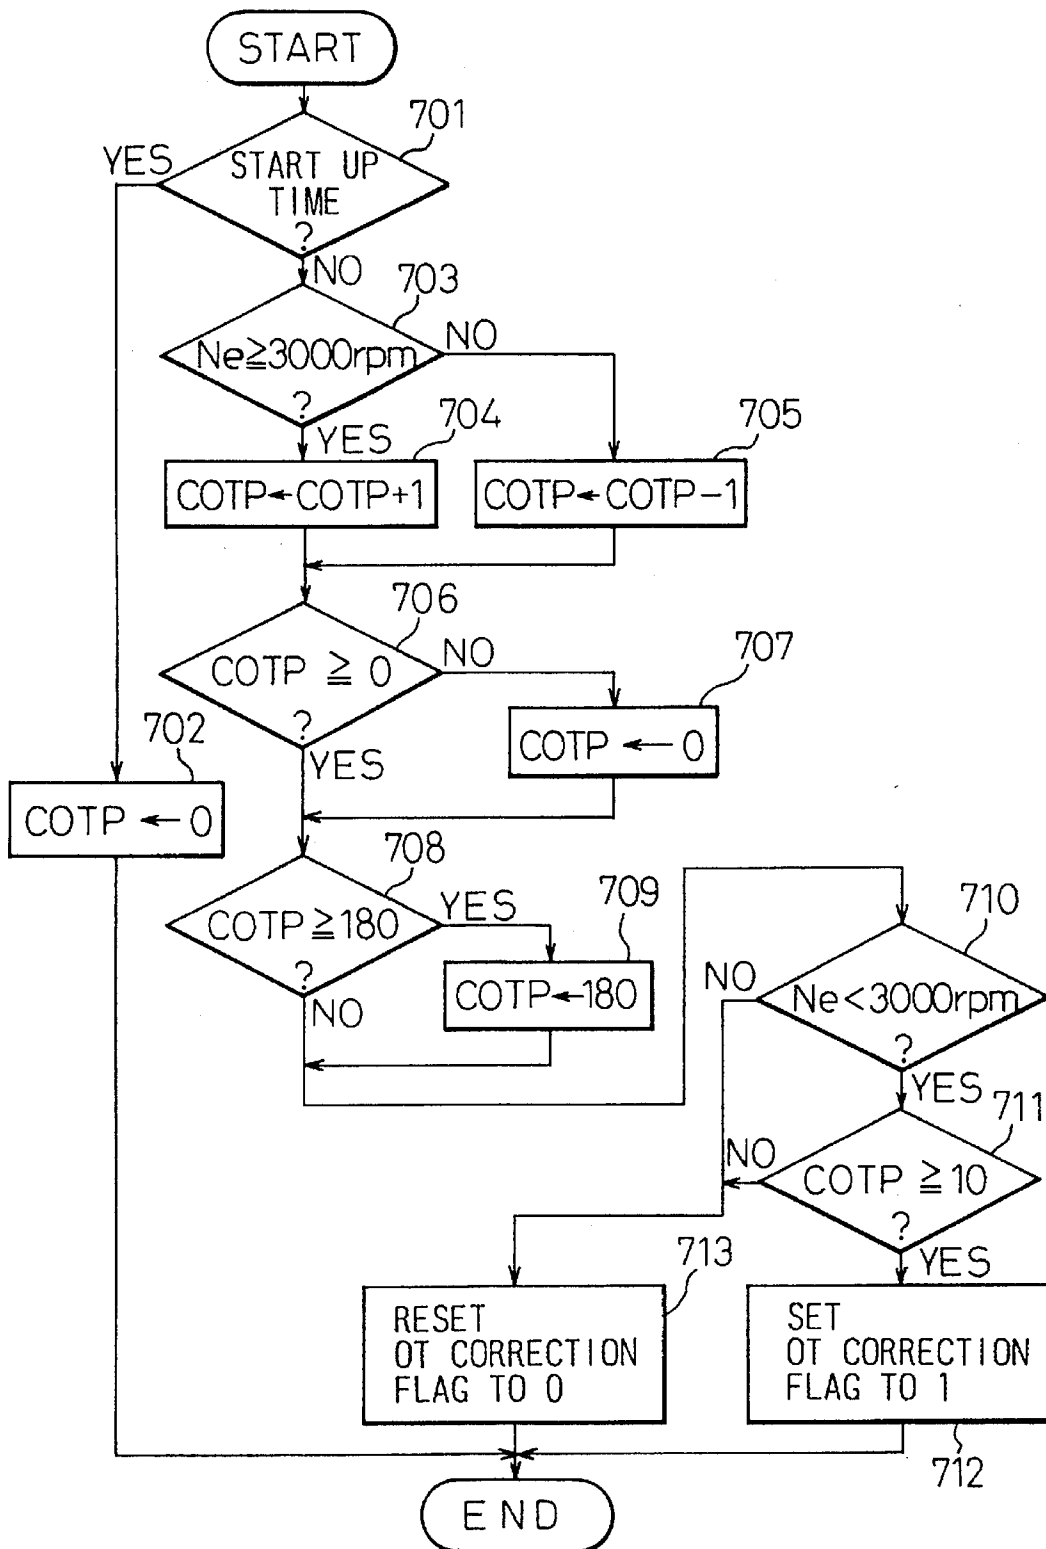 START
701
YES
START UP
TIME
?
NO
703
Ne≧3000rpm
?
NO
YES
704
COTP←COTP+1
705
COTP←COTP-1
706
COTP ≧ 0
?
NO
YES
707
COTP ← 0
702
COTP ← 0
708
COTP ≧180
?
YES
NO
709
COTP←180
710
Ne<3000rpm
?
NO
YES
711
COTP ≧10
?
NO
YES
713
RESET
OT CORRECTION
FLAG TO 0
SET
OT CORRECTION
FLAG TO 1
712
END